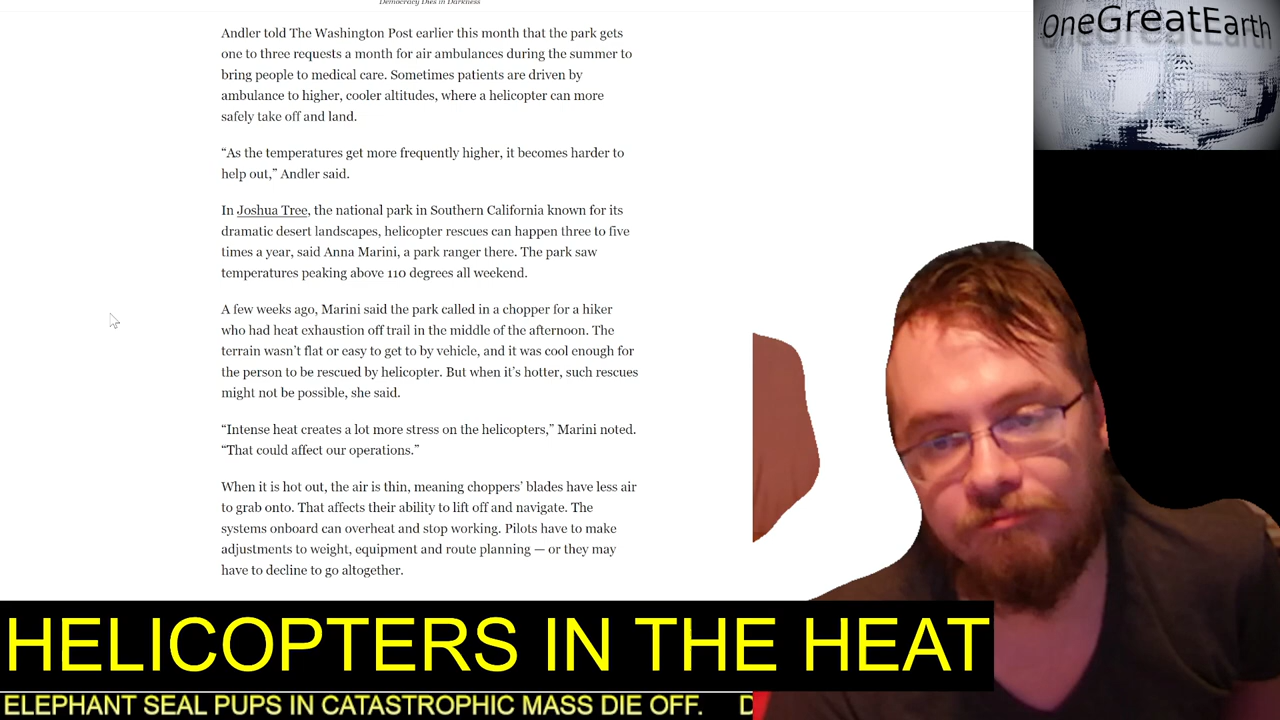 Democracy Dies in Darkness
OneGreatEarth
Andler told The Washington Post earlier this month that the park gets
one to three requests a month for air ambulances during the summer to
bring people to medical care. Sometimes patients are driven by
ambulance to higher, cooler altitudes, where a helicopter can more
safely take off and land.
“As the temperatures get more frequently higher, it becomes harder to
help out,” Andler said.
In Joshua Tree, the national park in Southern California known for its
dramatic desert landscapes, helicopter rescues can happen three to five
times a year, said Anna Marini, a park ranger there. The park saw
temperatures peaking above 110 degrees all weekend.
A few weeks ago, Marini said the park called in a chopper for a hiker
who had heat exhaustion off trail in the middle of the afternoon. The
terrain wasn’t flat or easy to get to by vehicle, and it was cool enough for
the person to be rescued by helicopter. But when it’s hotter, such rescues
might not be possible, she said.
“Intense heat creates a lot more stress on the helicopters,” Marini noted.
“That could affect our operations.”
When it is hot out, the air is thin, meaning choppers’ blades have less air
to grab onto. That affects their ability to lift off and navigate. The
systems onboard can overheat and stop working. Pilots have to make
adjustments to weight, equipment and route planning — or they may
have to decline to go altogether.
HELICOPTERS IN THE HEAT
ELEPHANT SEAL PUPS IN CATASTROPHIC MASS DIE OFF. D